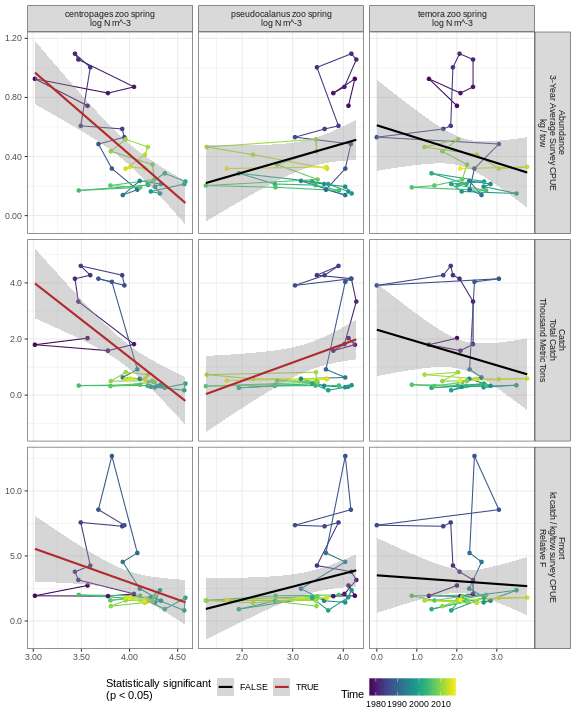 centropages zoo spring
log N m^-3
pseudocalanus zoo spring
log N m^-3
temora zoo spring
log N m^-3
1.20
0.80
0.40
0.00
Abundance
3-Year Average Survey CPUE
kg / tow
4.0
2.0
0.0
Catch
Total Catch
Thousand Metric Tons
10.0
5.0
0.0
Fmort
kt catch / kg/tow survey CPUE
Relative F
3.00
3.50
4.00
4.50
2.0
3.0
4.0
0.0
1.0
2.0
3.0
Statistically significant
(p < 0.05)
FALSE
TRUE
Time
1980 1990 2000 2010